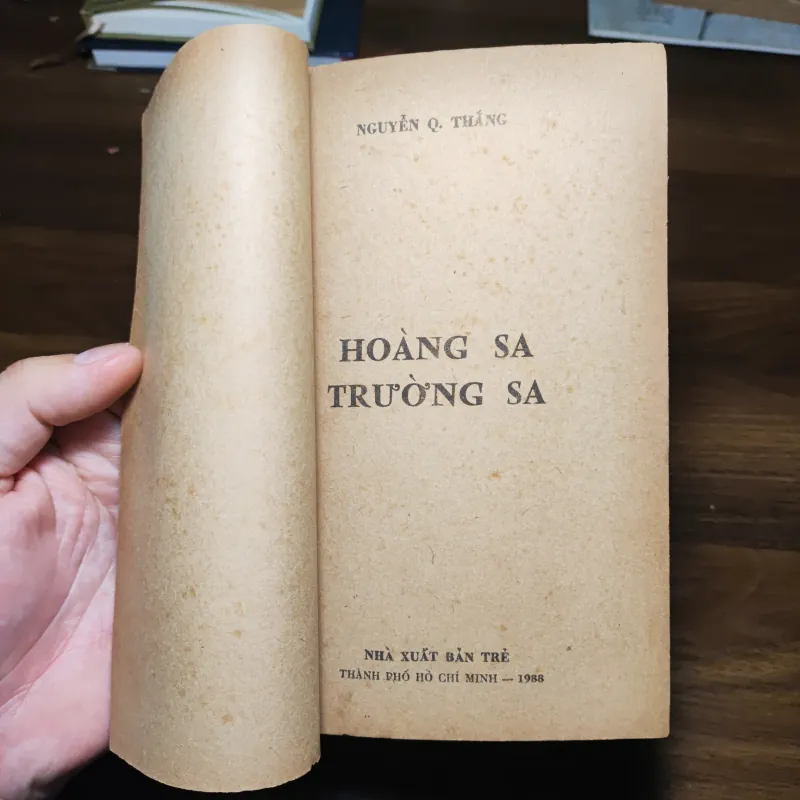 NGUYỄN Q. THẮNG
HOÀNG SA
TRƯỜNG SA
NHÀ XUẤT BẢN TRẺ
THÀNH PHỐ HỒ CHÍ MINH — 1988